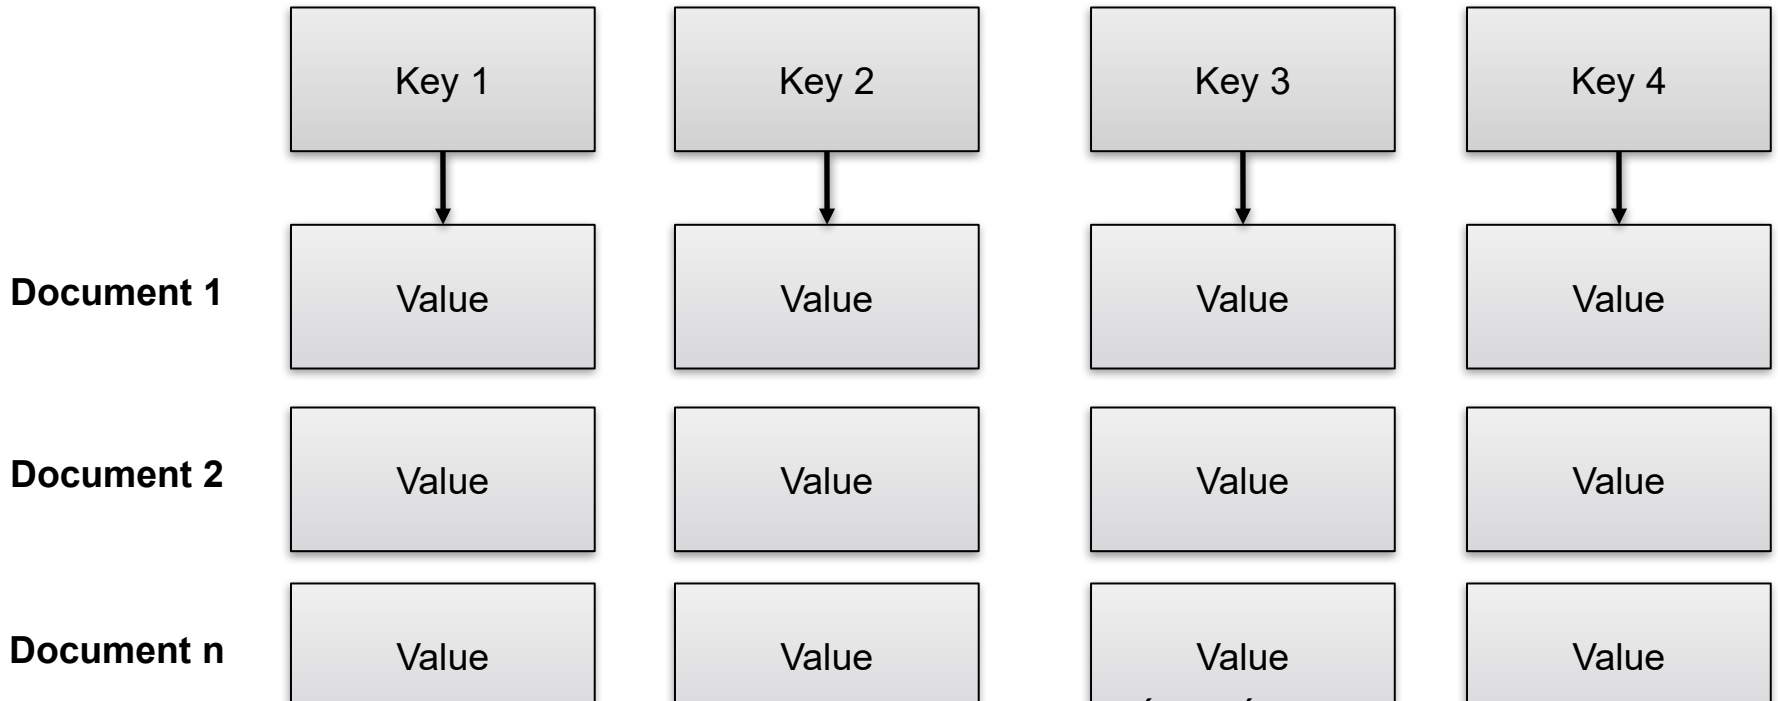 Key 1 Key 2 Key 3 Key 4
Document 1 Value Value Value Value
Document 2 Value Value Value Value
Document n Value Value Value Value